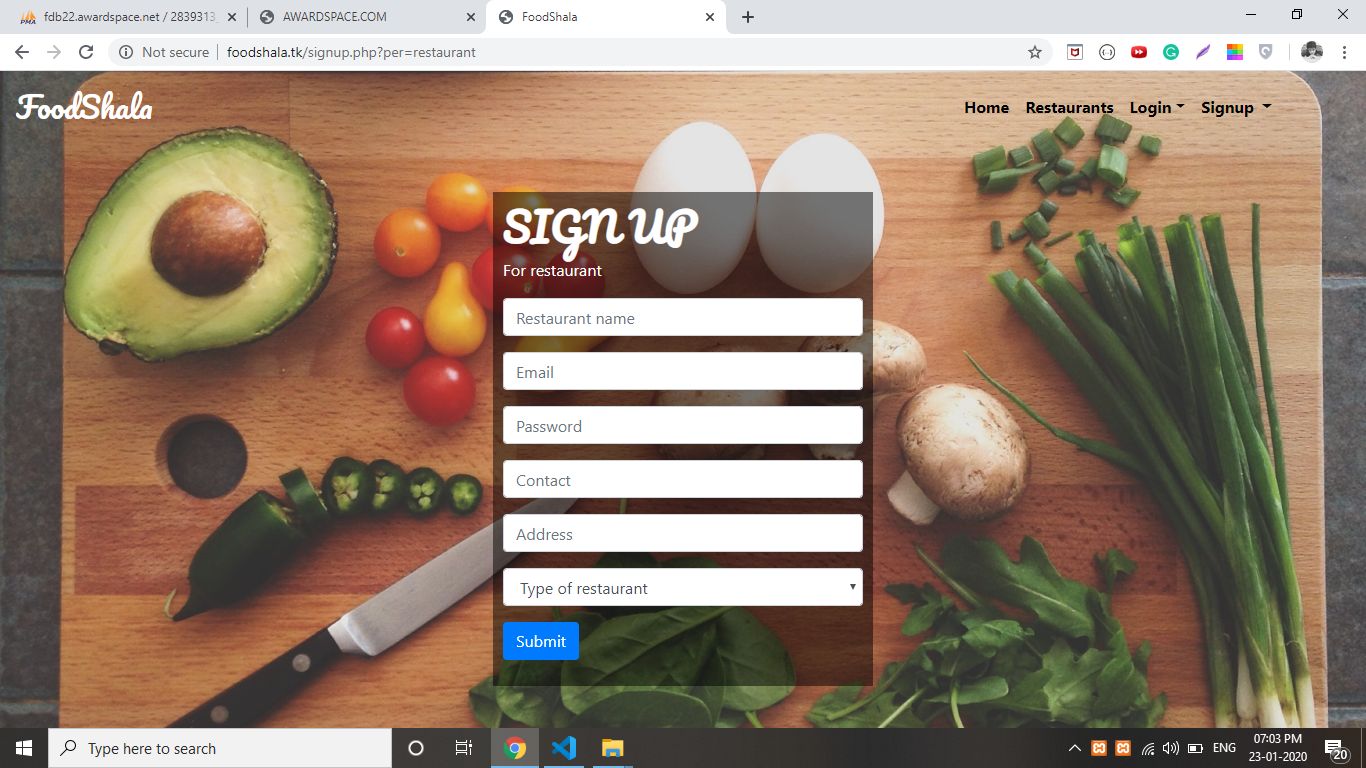 fdb22.awardspace.net / 2839313_
AWARDSPACE.COM
FoodShala
Not secure
foodshala.tk/signup.php?per=restaurant
FoodShala
Home
Restaurants
Login
Signup
SIGN UP
For restaurant
Restaurant name
Email
Password
Contact
Address
Type of restaurant
Submit
Type here to search
ENG
07:03 PM
23-01-2020
20